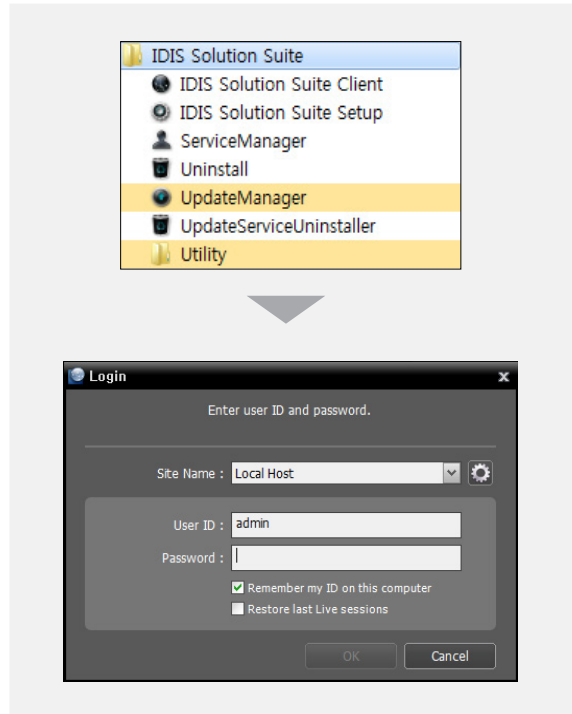 IDIS Solution Suite
IDIS Solution Suite Client
IDIS Solution Suite Setup
ServiceManager
Uninstall
UpdateManager
UpdateServiceUninstaller
Utility
Login
x
Enter user ID and password.
Site Name : Local Host
User ID : admin
Password :
Remember my ID on this computer
Restore last Live sessions
OK Cancel